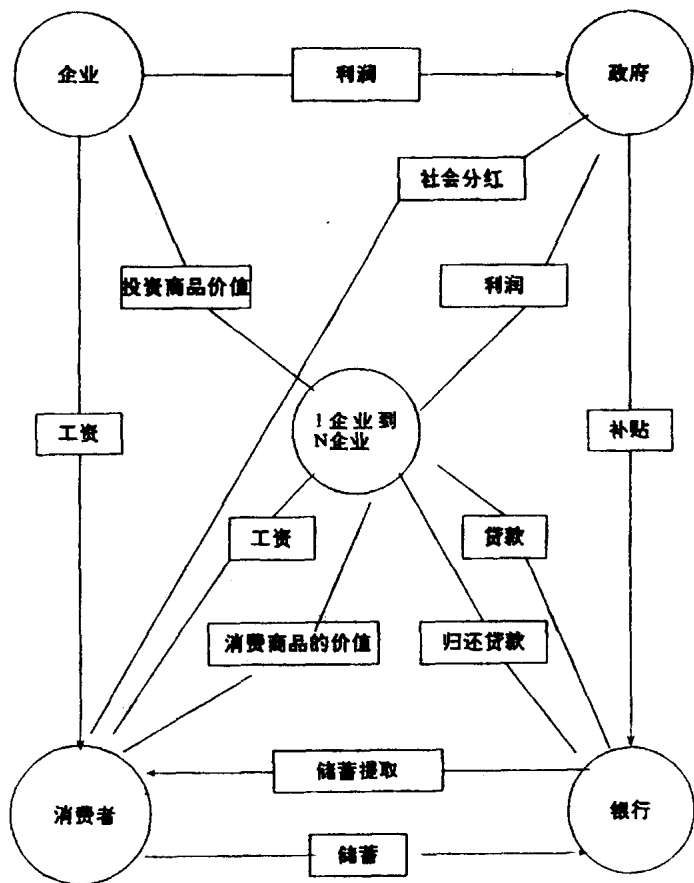 企业
利润
政府
社会分红
投资商品价值
利润
1企业到
N企业
工资
补贴
工资
贷款
消费商品的价值
归还贷款
储蓄提取
消费者
银行
储蓄